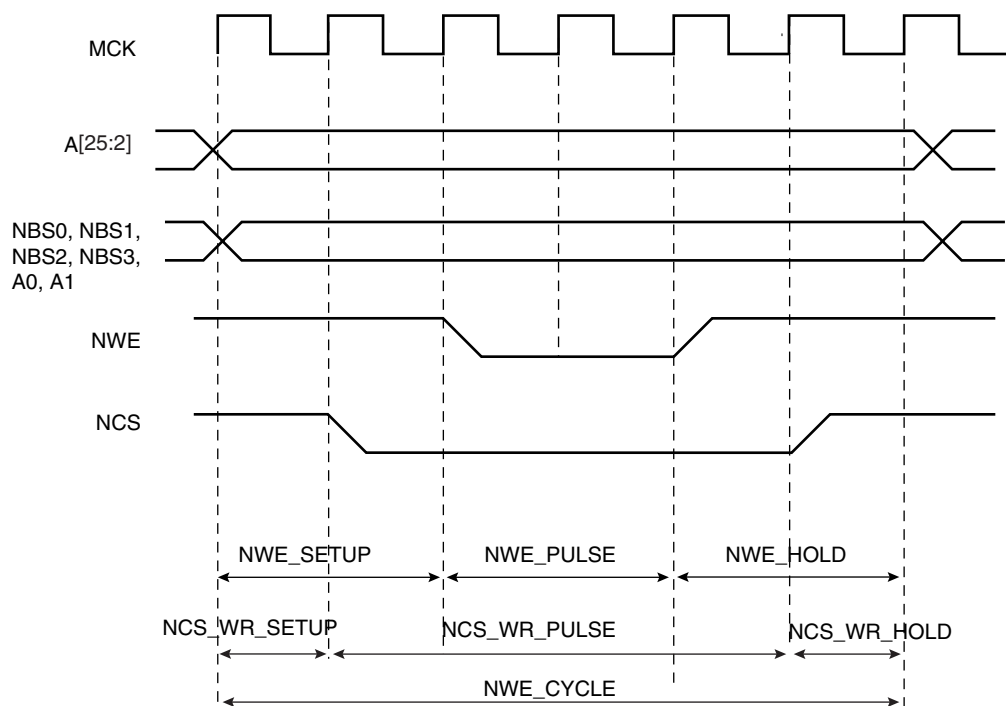 MCK
A[25:2]
NBS0, NBS1,
NBS2, NBS3,
A0, A1
NWE
NCS
NWE_SETUP
NWE_PULSE
NWE_HOLD
NCS_WR_SETUP
NCS_WR_PULSE
NCS_WR_HOLD
NWE_CYCLE